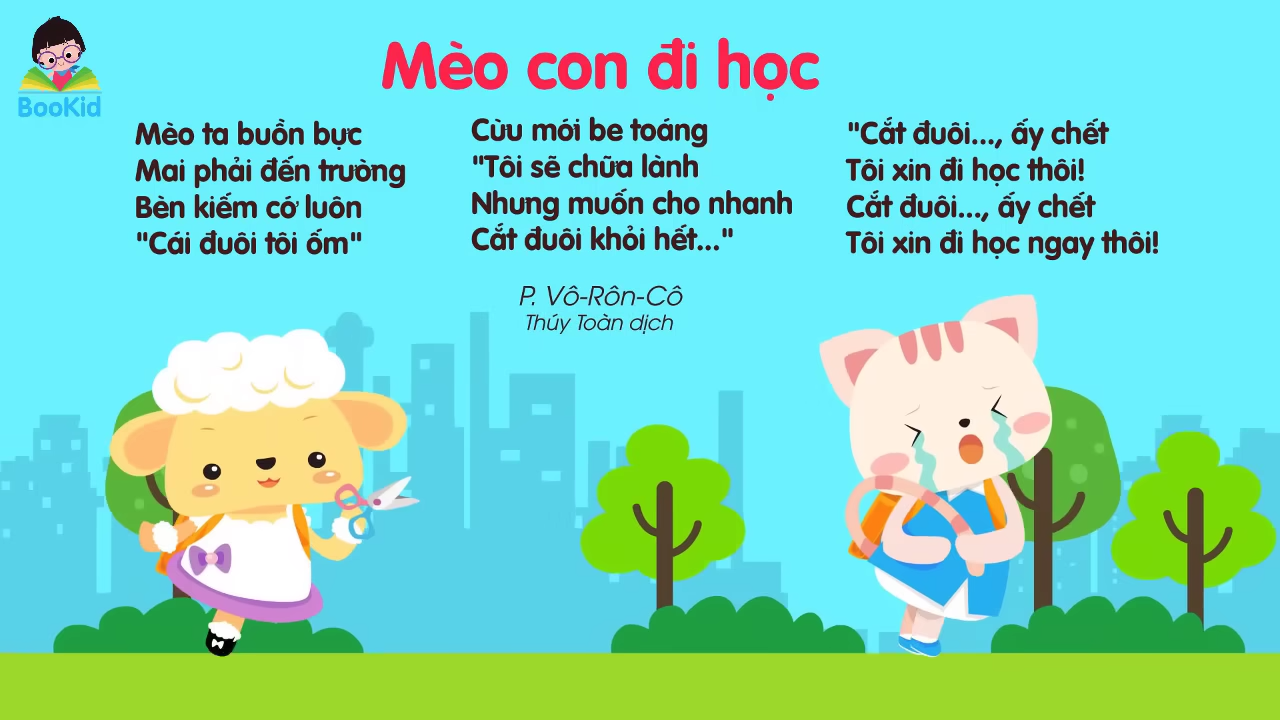 BooKid
Mèo con đi học
Mèo ta buồn bực
Mai phải đến trường
Bèn kiếm cớ luôn
"Cái đuôi tôi ốm"
Cừu mới be toáng
"Tôi sẽ chữa lành
Nhưng muốn cho nhanh
Cắt đuôi khỏi hết..."
"Cắt đuôi..., ấy chết
Tôi xin đi học thôi!
Cắt đuôi..., ấy chết
Tôi xin đi học ngay thôi!
P. Vô-Rôn-Cô
Thúy Toàn dịch